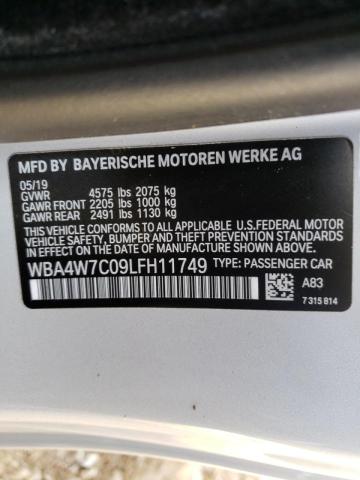 MFD BY BAYERISCHE MOTOREN WERKE AG
05/19
GVWR 4575 lbs 2075 kg
GAWR FRONT 2205 lbs 1000 kg
GAWR REAR 2491 lbs 1130 kg
THIS VEHICLE CONFORMS TO ALL APPLICABLE U.S.FEDERAL MOTOR
VEHICLE SAFETY, BUMPER, AND THEFT PREVENTION STANDARDS IN
EFFECT ON THE DATE OF MANUFACTURE SHOWN ABOVE.
WBA4W7C09LFH11749 TYPE: PASSENGER CAR
A83
7 315 814